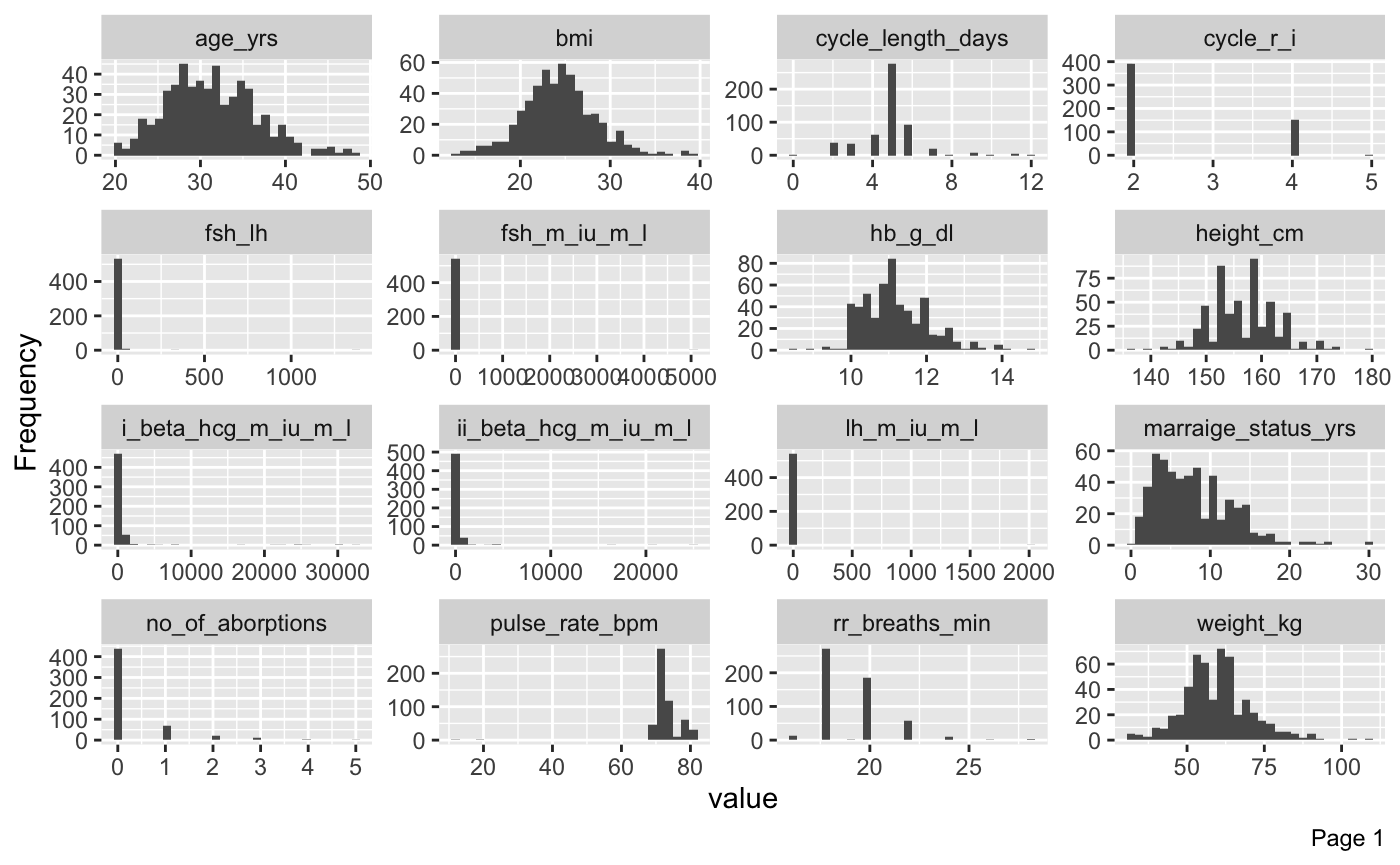 age_yrs bmi cycle_length_days cycle_r_i
40 60 400
30 40 200 300
20 200
10 20 100 100
0 0 0 0
20 30 40 50 20 30 40 0 4 8 12 2 3 4 5
fsh_lh fsh_m_iu_m_l hb_g_dl height_cm
400 400 80 75
60 50
200 200 40 25
20
0 0 0 0
0 500 1000 0 1000 2000 3000 4000 5000 10 12 14 140 150 160 170 180
Frequency
i_beta_hcg_m_iu_m_l ii_beta_hcg_m_iu_m_l lh_m_iu_m_l marraige_status_yrs
400 500 400 60
300 400 40
200 300 200
100 200 20
100
0 0 0 0
0 10000 20000 30000 0 10000 20000 0 500 1000 1500 2000 0 10 20 30
no_of_aborptions pulse_rate_bpm rr_breaths_min weight_kg
400 200 200 60
300 40
200 100 100
100 20
0 0 0 0
0 1 2 3 4 5 20 40 60 80 20 25 50 75 100
value
Page 1